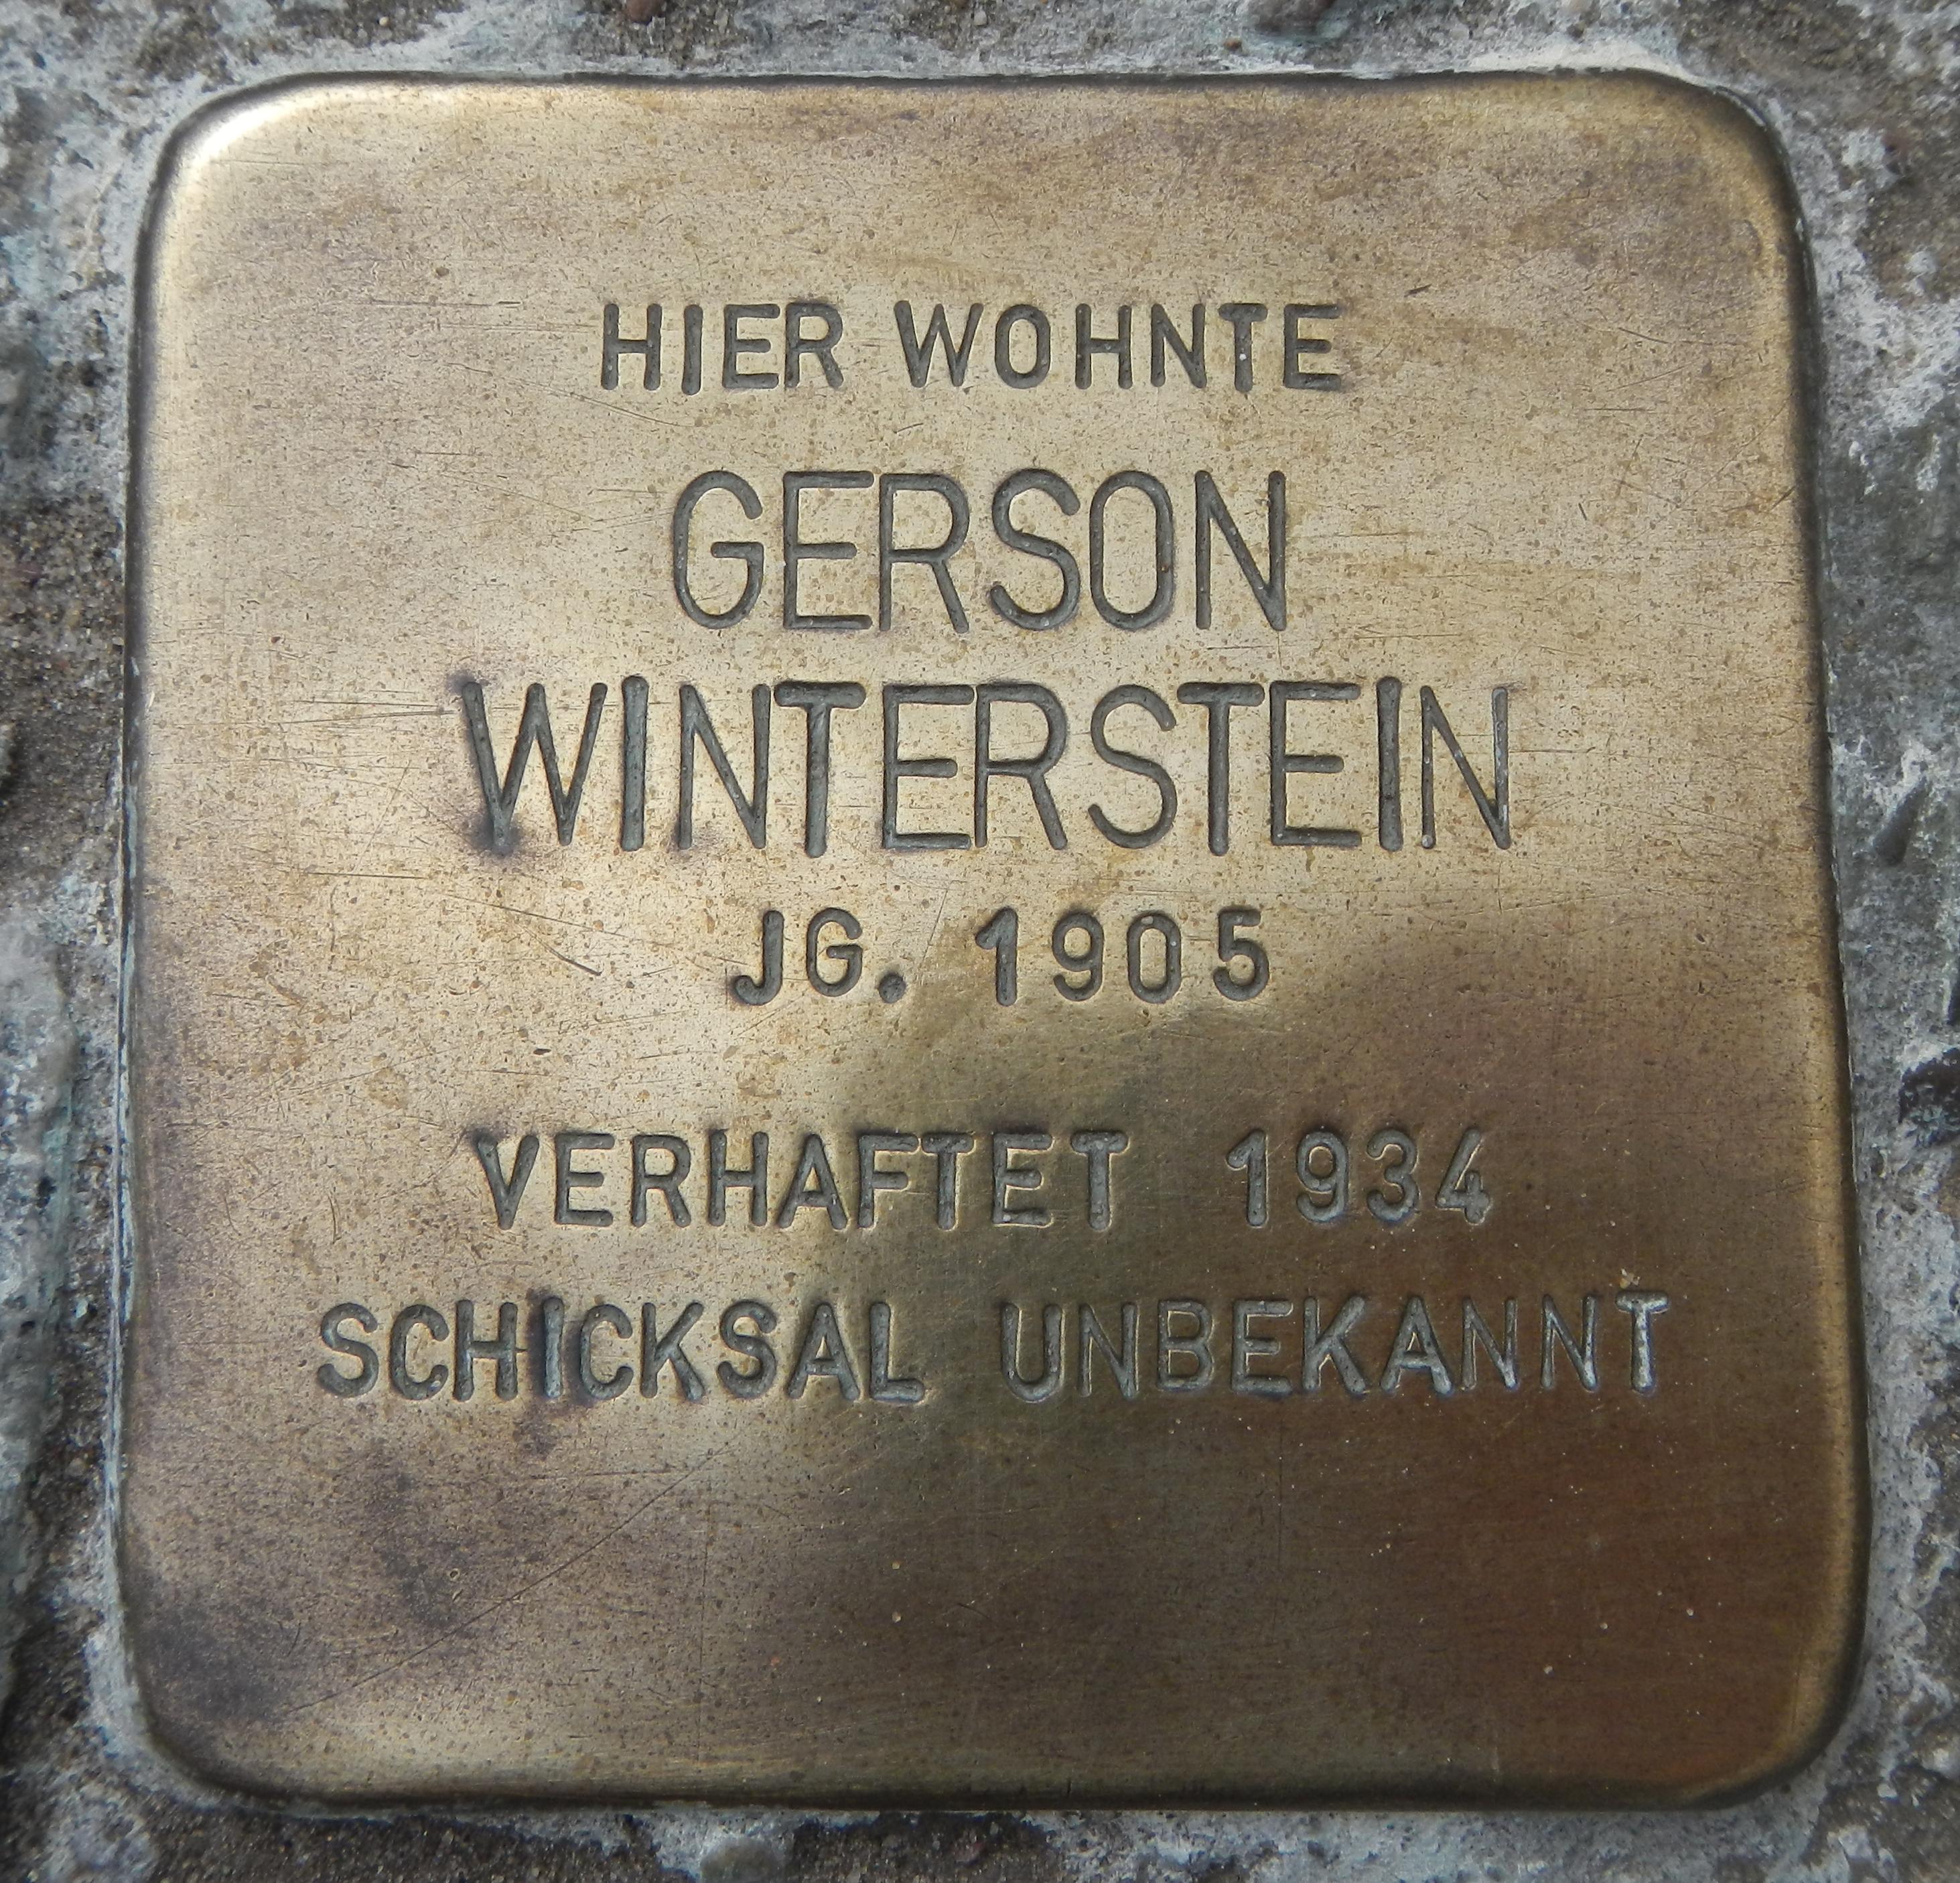 HIER WOHNTE
GERSON
WINTERSTEIN
JG. 1905
VERHAFTET 1934
SCHICKSAL UNBEKANNT